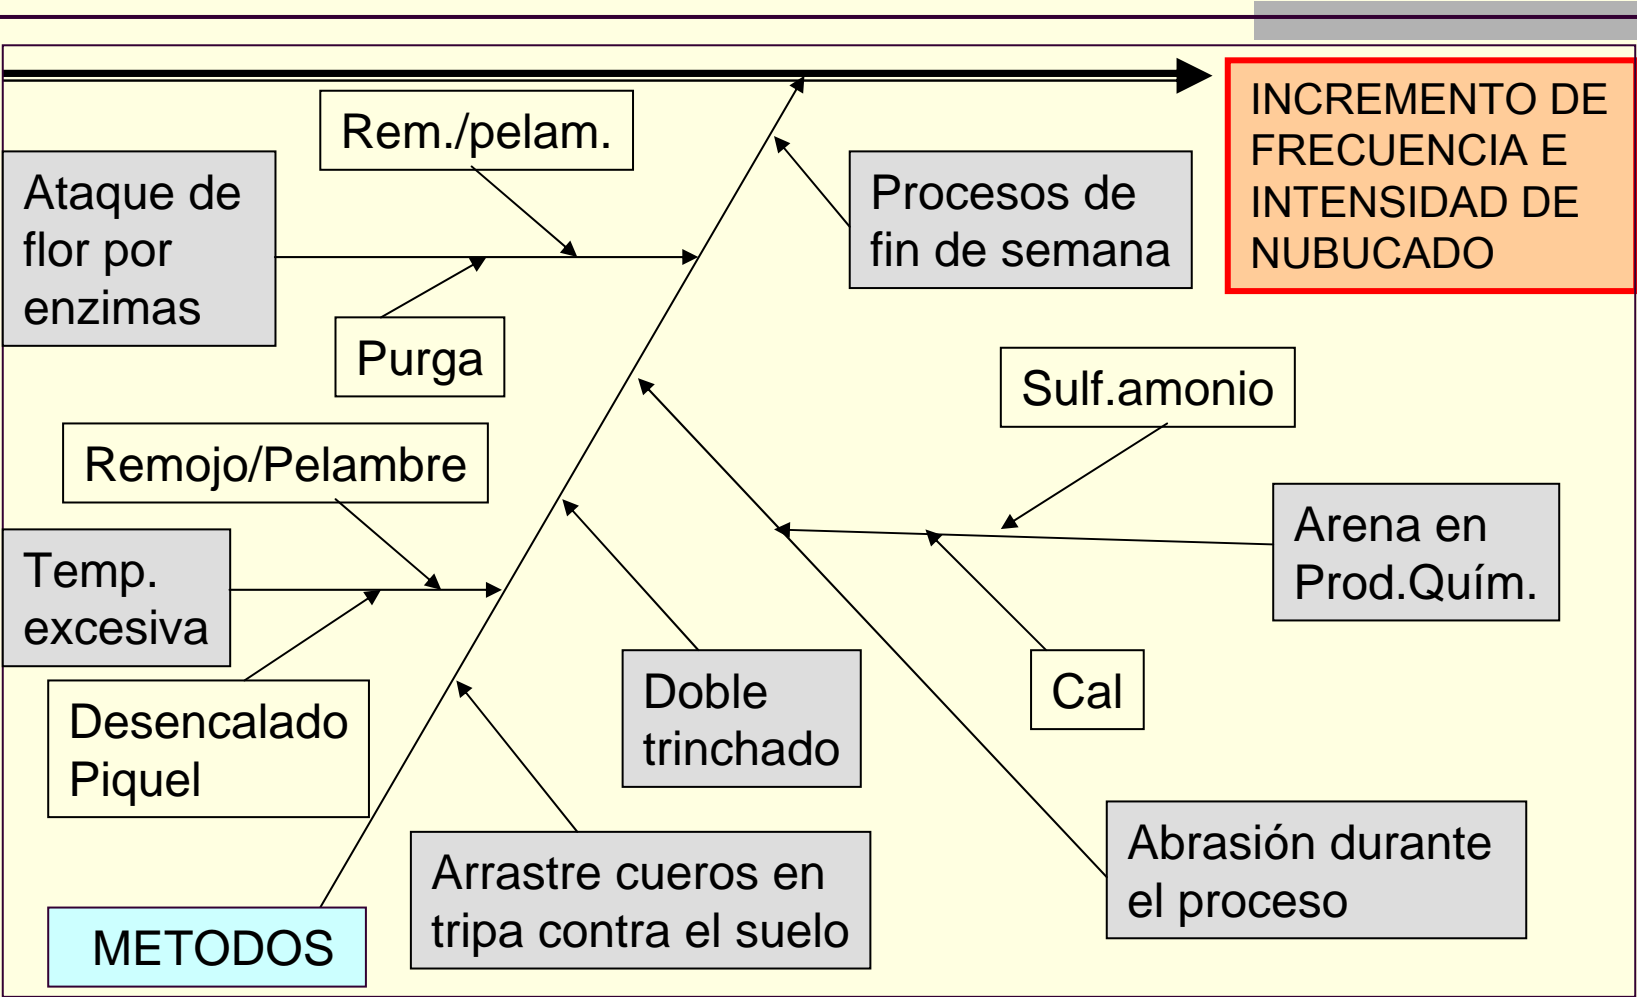 INCREMENTO DE
FRECUENCIA E
INTENSIDAD DE
NUBUCADO
Rem./pelam.
Ataque de
flor por
enzimas
Procesos de
fin de semana
Purga
Sulf.amonio
Remojo/Pelambre
Arena en
Prod.Quím.
Temp.
excesiva
Doble
trinchado
Cal
Desencalado
Piquel
Abrasión durante
el proceso
Arrastre cueros en
tripa contra el suelo
METODOS